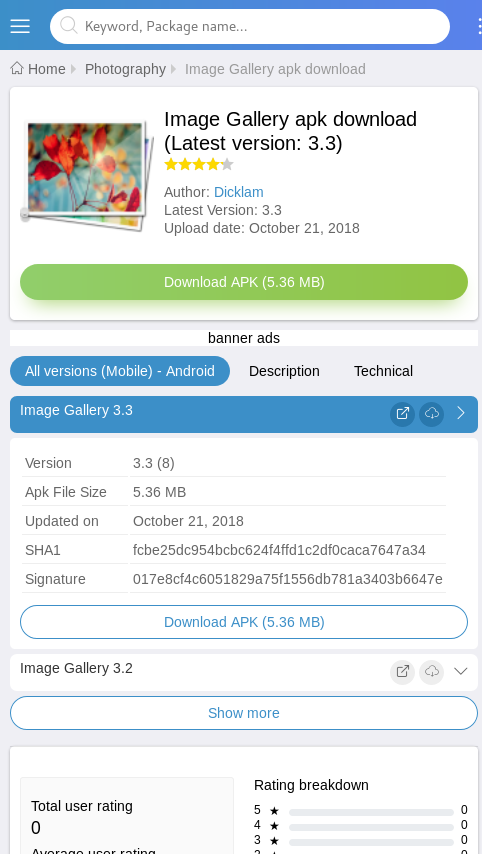 Keyword, Package name...
Home Photography Image Gallery apk download
Image Gallery apk download
(Latest version: 3.3)
Author: Dicklam
Latest Version: 3.3
Upload date: October 21, 2018
Download APK (5.36 MB)
banner ads
All versions (Mobile) - Android Description Technical
Image Gallery 3.3
Version 3.3 (8)
Apk File Size 5.36 MB
Updated on October 21, 2018
SHA1 fcbe25dc954bcbc624f4ffd1c2df0caca7647a34
Signature 017e8cf4c6051829a75f1556db781a3403b6647e
Download APK (5.36 MB)
Image Gallery 3.2
Show more
Total user rating
0
Average user rating
Rating breakdown
5 ★ 0
4 ★ 0
3 ★ 0